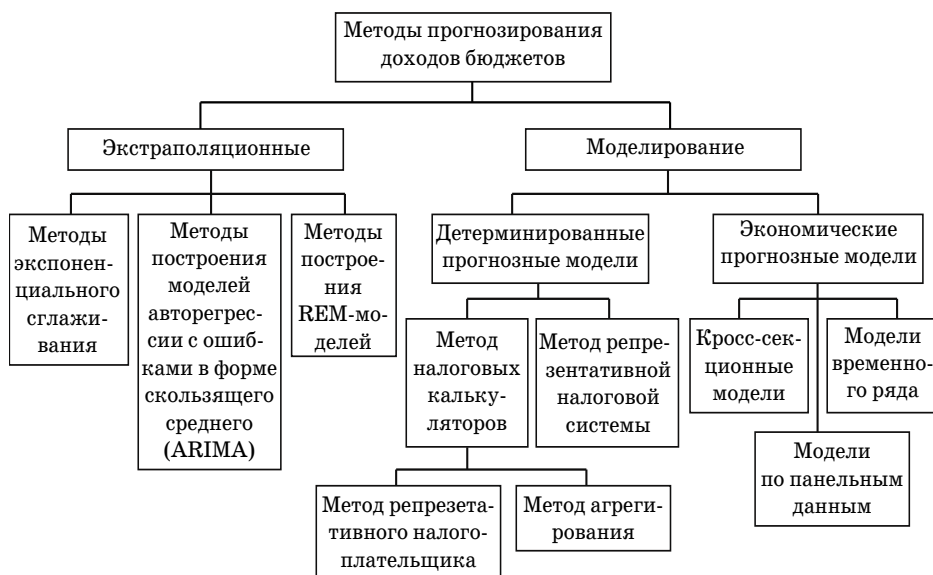 Методы прогнозирования
доходов бюджетов
Экстраполяционные
Моделирование
Методы
экспонен-
циального
сглажи-
вания
Методы
построения
моделей
авторегрес-
сии с ошиб-
ками в форме
скользящего
среднего
(ARIMA)
Методы
построе-
ния
REM-мо-
делей
Детерминированные
прогнозные модели
Экономические
прогнозные модели
Метод
налоговых
кальку-
ляторов
Метод репре-
зентативной
налоговой
системы
Кросс-сек-
ционные
модели
Модели
временно-
го ряда
Модели
по панельным
данным
Метод репрезета-
тивного налого-
плательщика
Метод агреги-
рования